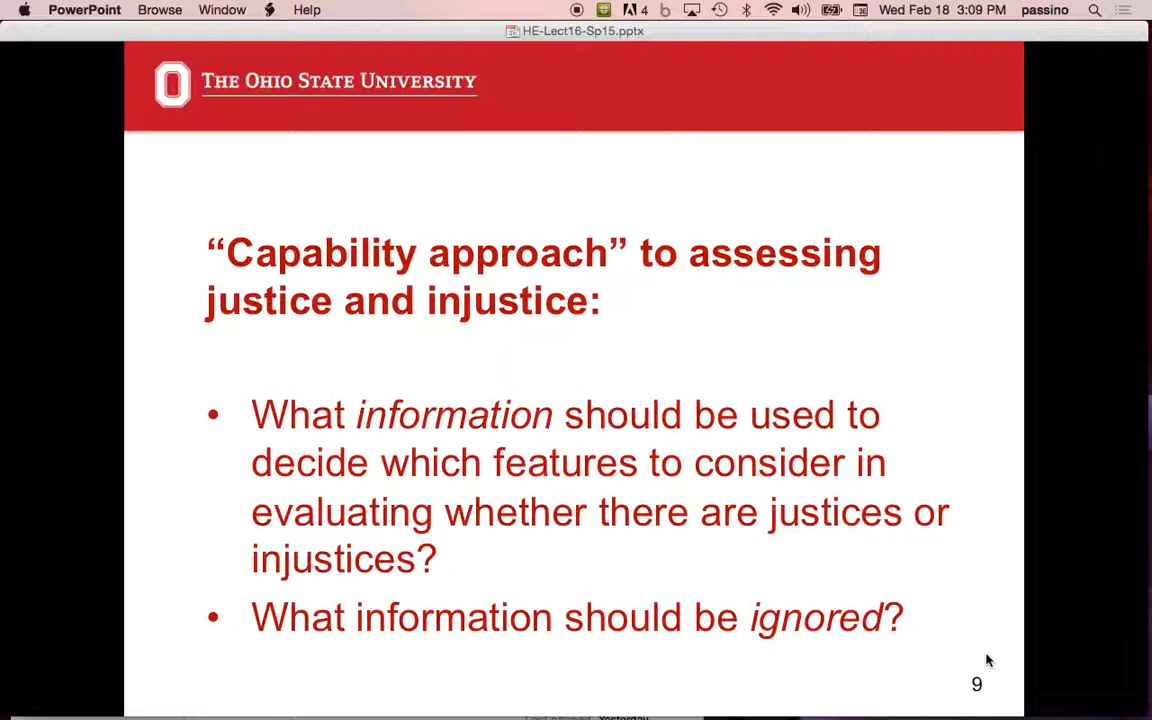 PowerPoint Browse Window Help 4 Wed Feb 18 3:09 PM passino
HE-Lect16-Sp15.pptx
THE OHIO STATE UNIVERSITY
“Capability approach” to assessing
justice and injustice:
• What information should be used to
decide which features to consider in
evaluating whether there are justices or
injustices?
• What information should be ignored?
9